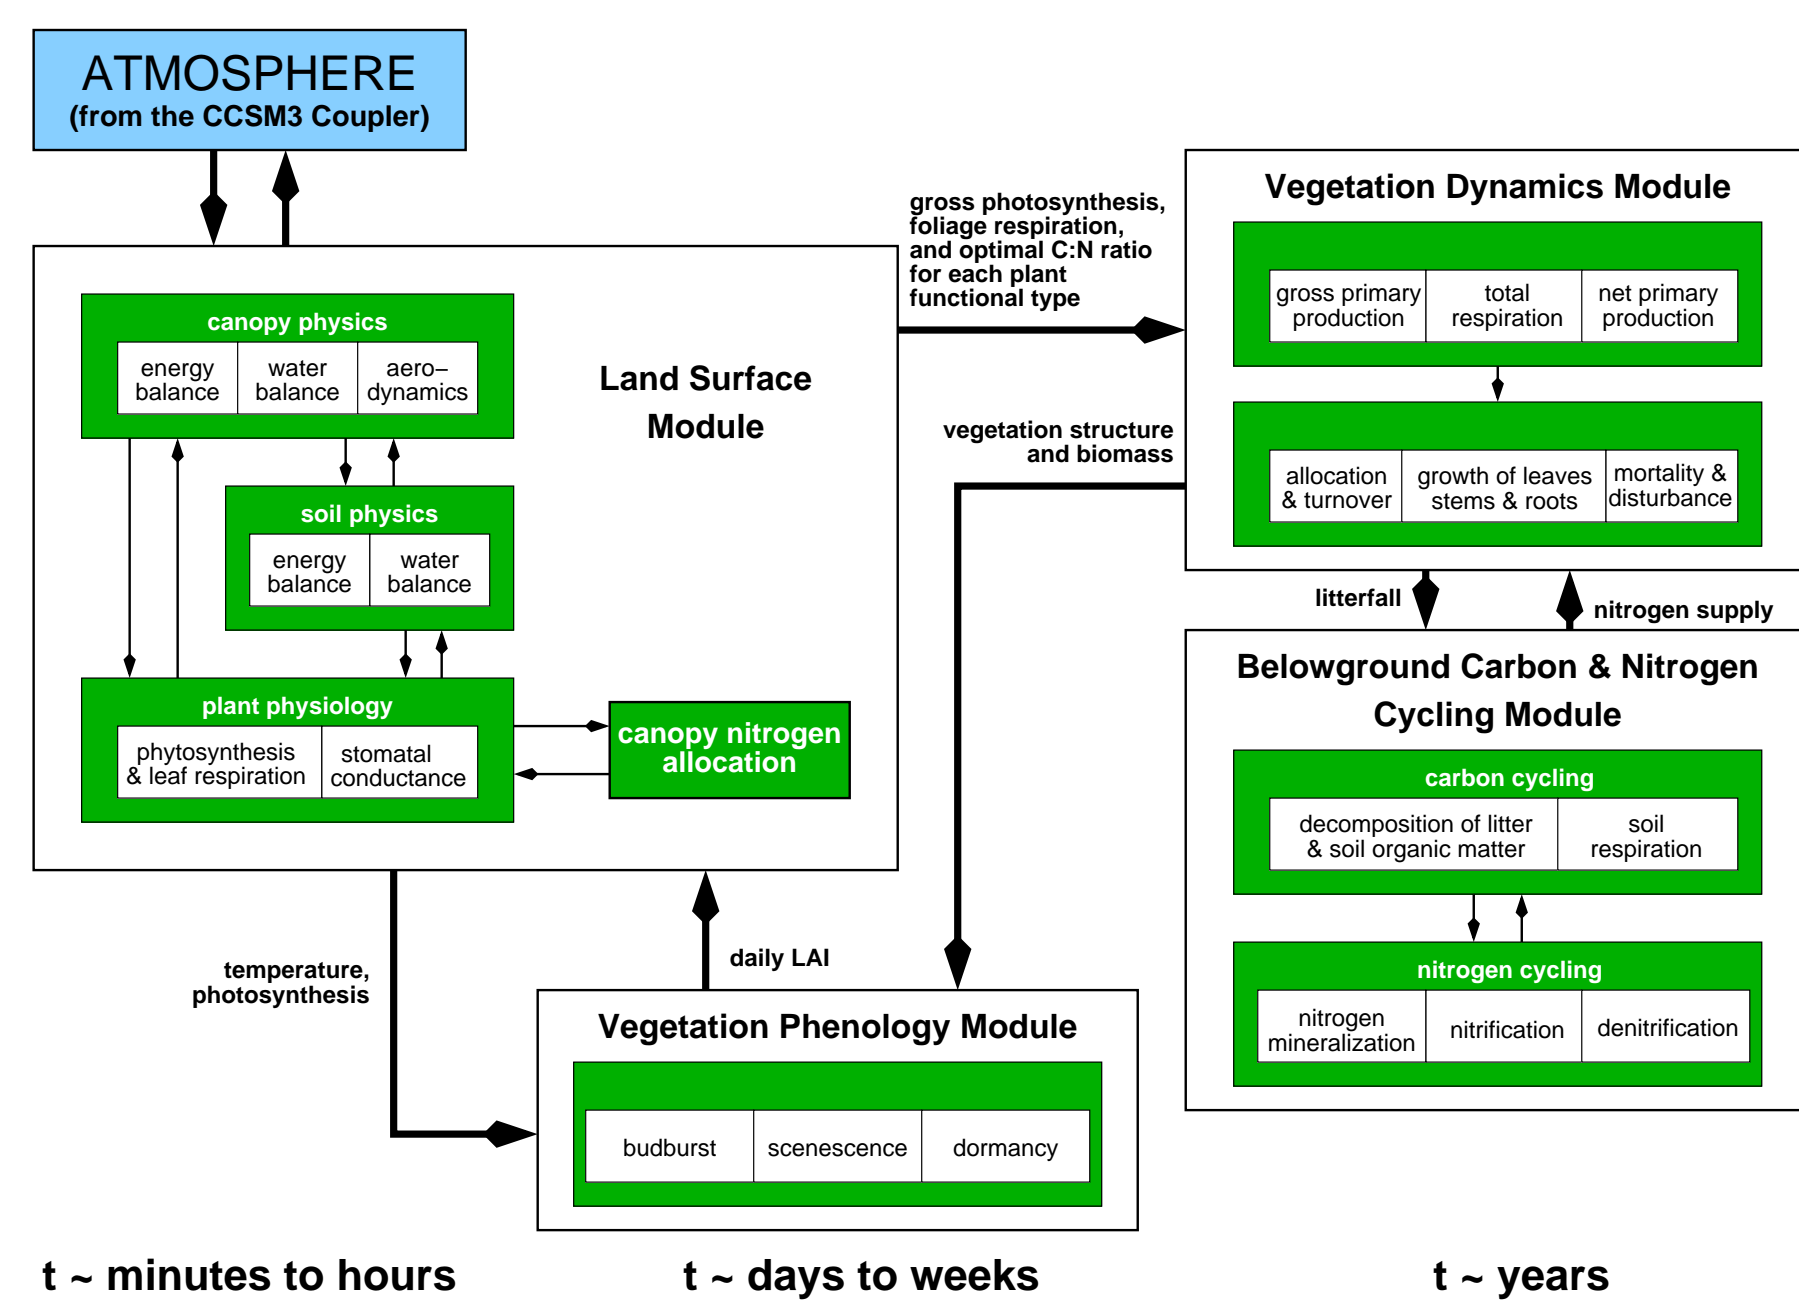 ATMOSPHERE
(from the CCSM3 Coupler)
Land Surface
Module
canopy physics
energy
balance
water
balance
aero–
dynamics
soil physics
energy
balance
water
balance
plant physiology
phytosynthesis
& leaf respiration
stomatal
conductance
canopy nitrogen
allocation
gross photosynthesis,
foliage respiration,
and optimal C:N ratio
for each plant
functional type
vegetation structure
and biomass
Vegetation Dynamics Module
gross primary
production
total
respiration
net primary
production
allocation
& turnover
growth of leaves
stems & roots
mortality &
disturbance
litterfall
nitrogen supply
Belowground Carbon & Nitrogen
Cycling Module
carbon cycling
decomposition of litter
& soil organic matter
soil
respiration
nitrogen cycling
nitrogen
mineralization
nitrification
denitrification
temperature,
photosynthesis
daily LAI
Vegetation Phenology Module
budburst
scenescence
dormancy
t ~ minutes to hours
t ~ days to weeks
t ~ years